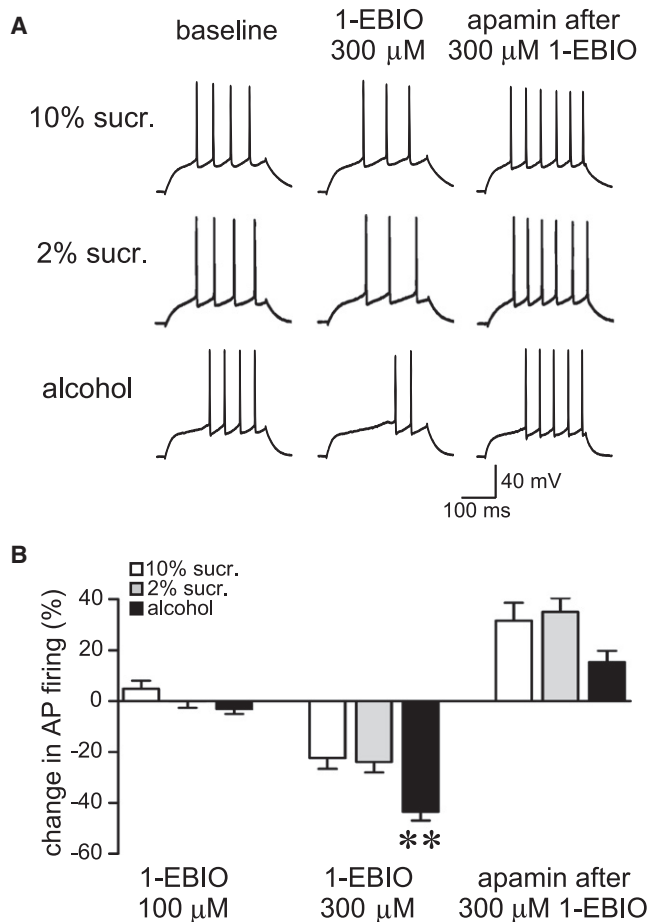 A
baseline
1-EBIO
300 μM
apamin after
300 μM 1-EBIO
10% sucr.
2% sucr.
alcohol
40 mV
100 ms
B
10% sucr.
2% sucr.
alcohol
change in AP firing (%)
40
20
0
-20
-40
-60
**
1-EBIO
100 μM
1-EBIO
300 μM
apamin after
300 μM 1-EBIO